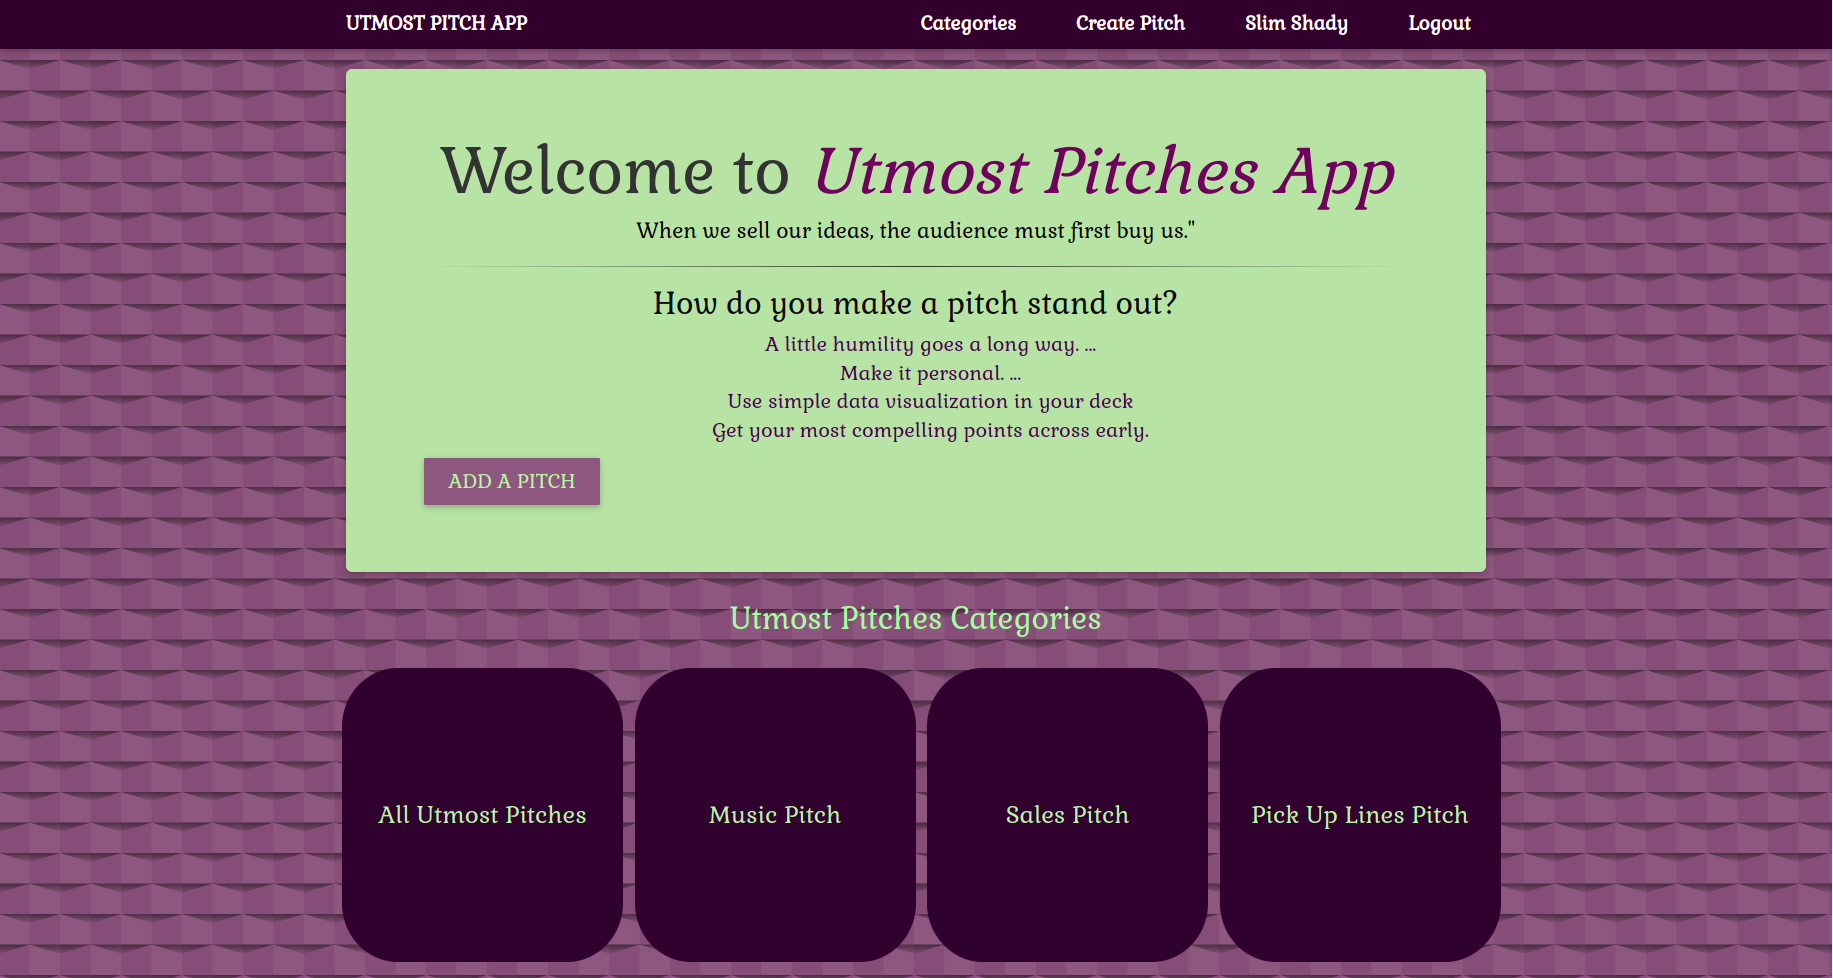 UTMOST PITCH APP Categories Create Pitch Slim Shady Logout
Welcome to Utmost Pitches App
When we sell our ideas, the audience must first buy us."
How do you make a pitch stand out?
A little humility goes a long way. ...
Make it personal. ...
Use simple data visualization in your deck
Get your most compelling points across early.
ADD A PITCH
Utmost Pitches Categories
All Utmost Pitches
Music Pitch
Sales Pitch
Pick Up Lines Pitch